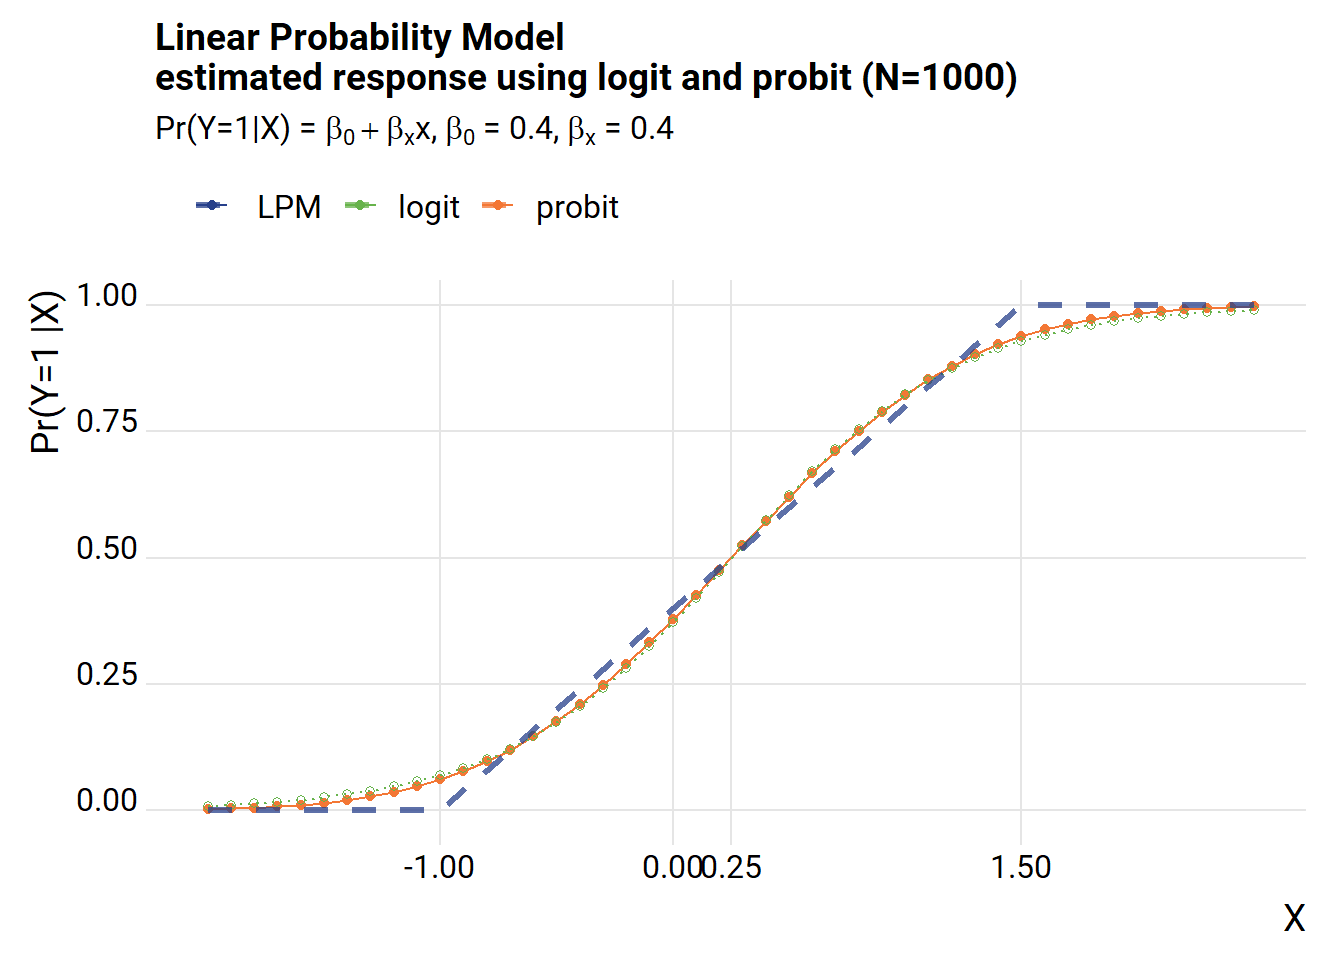 Linear Probability Model
estimated response using logit and probit (N=1000)
Pr(Y=1|X) = β₀ + βₓx, β₀ = 0.4, βₓ = 0.4
LPM logit probit
Pr(Y=1 |X)
1.00
0.75
0.50
0.25
0.00
-1.00 0.00 0.25 1.50
X